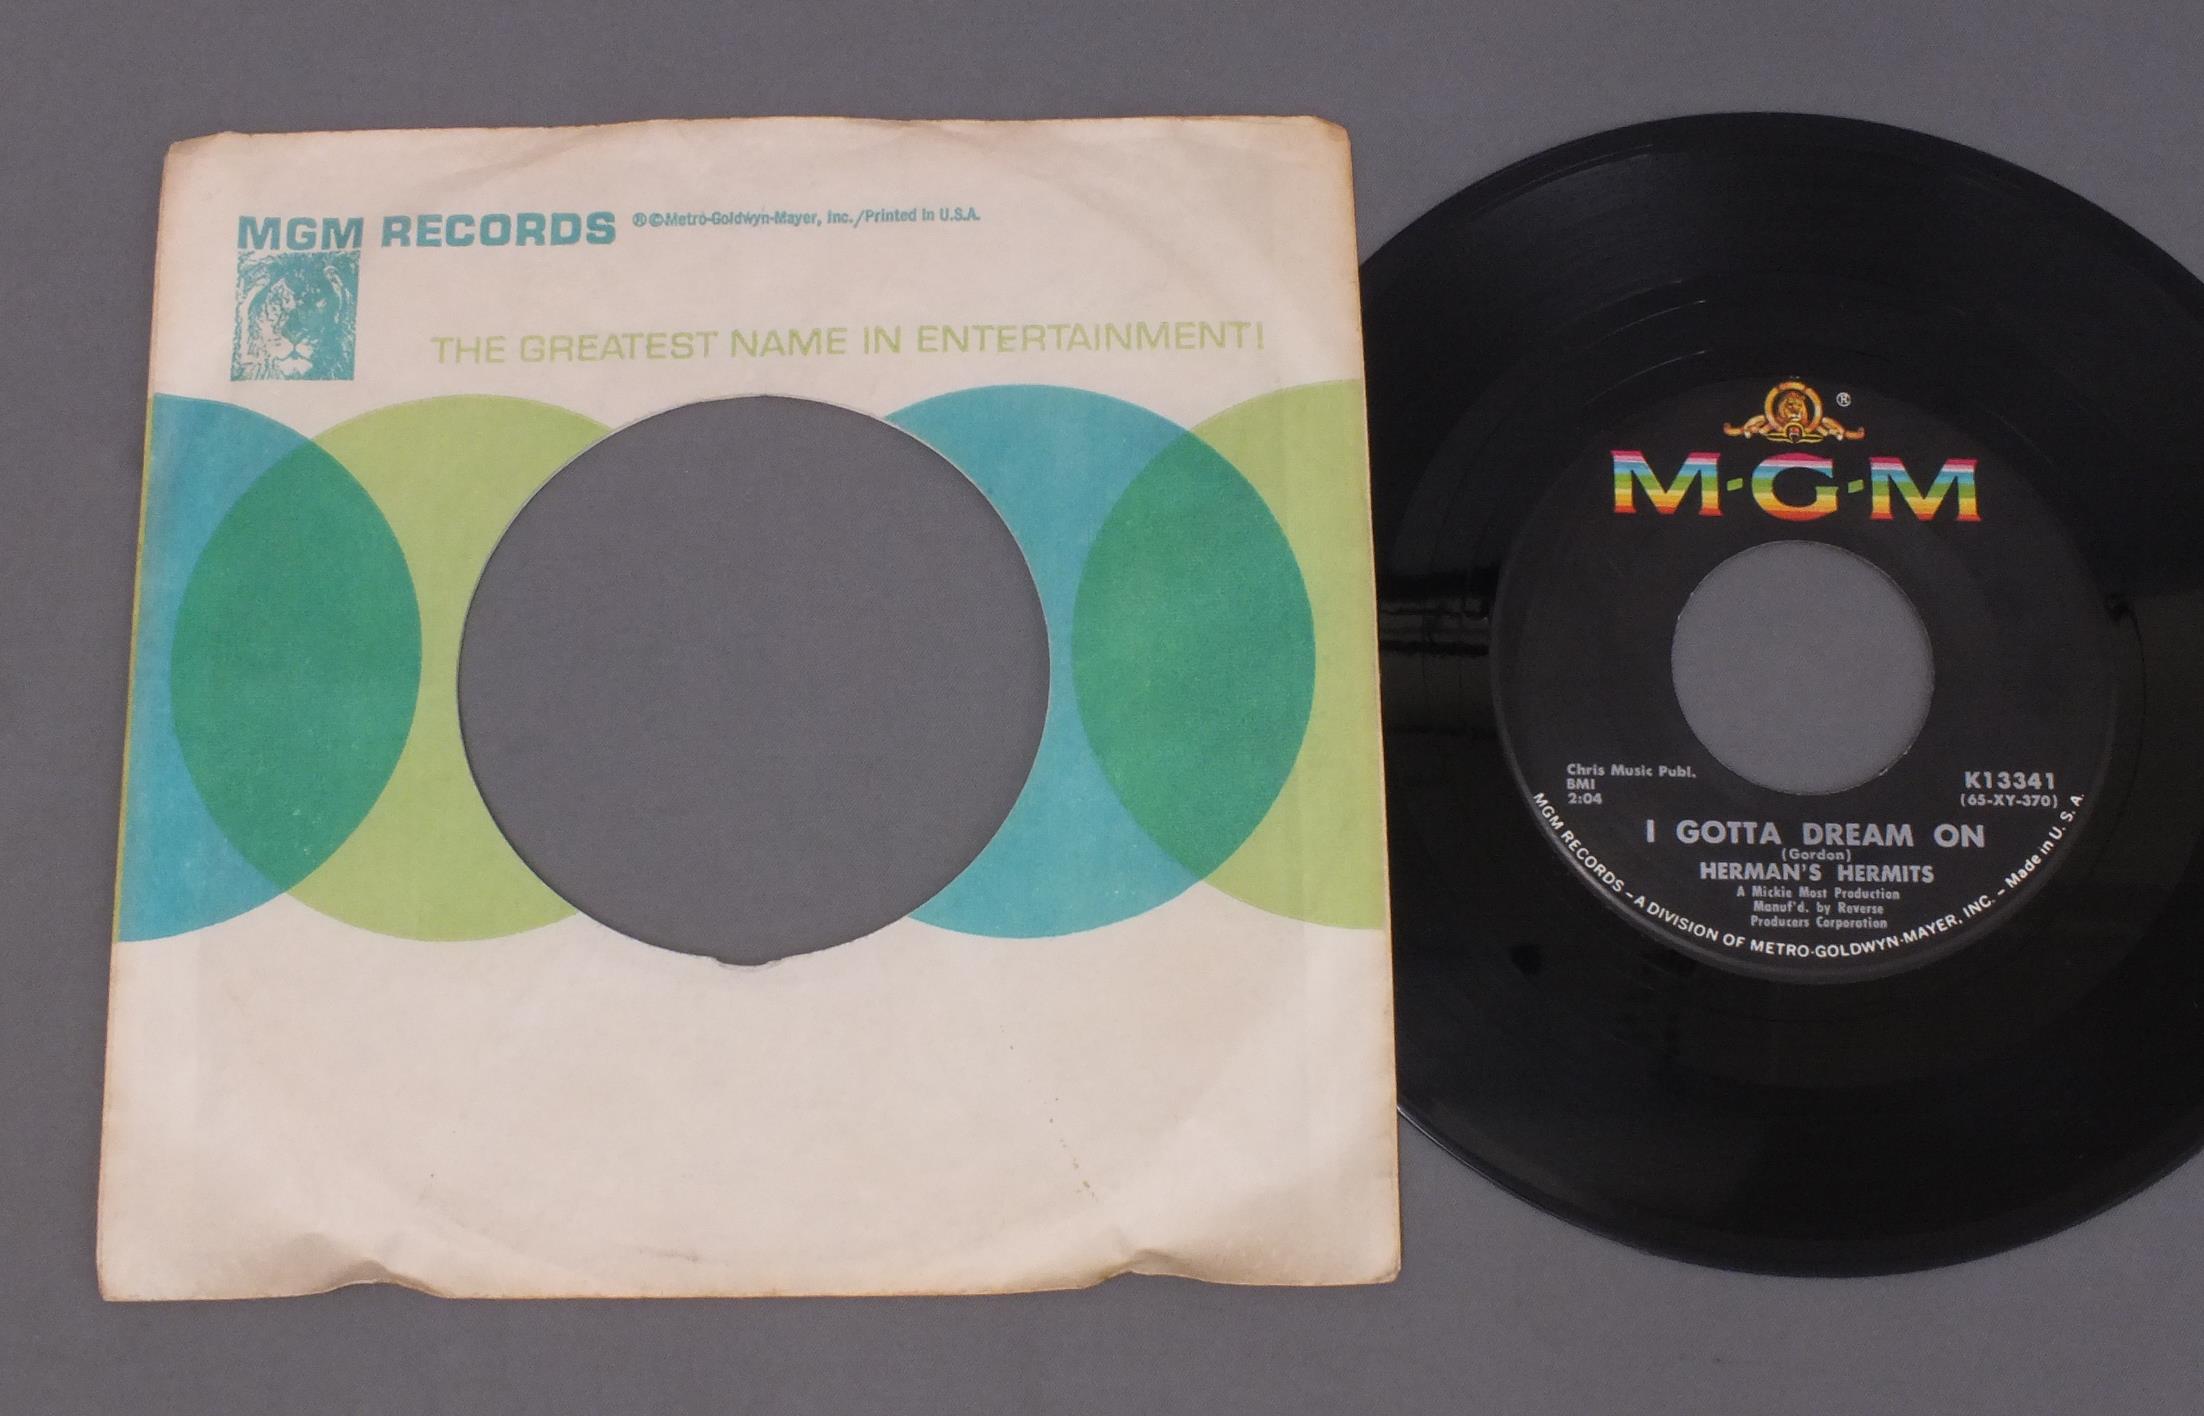 MGM RECORDS ®©Metro-Goldwyn-Mayer, Inc./Printed in U.S.A.
THE GREATEST NAME IN ENTERTAINMENT!
®
M·G·M
Chris Music Publ.
BMI
2:04
K13341
(65-XY-370)
I GOTTA DREAM ON
(Gordon)
HERMAN'S HERMITS
A Mickie Most Production
Manuf'd. by Reverse
Producers Corporation
MGM RECORDS – A DIVISION OF METRO-GOLDWYN-MAYER, INC. – Made in U. S. A.